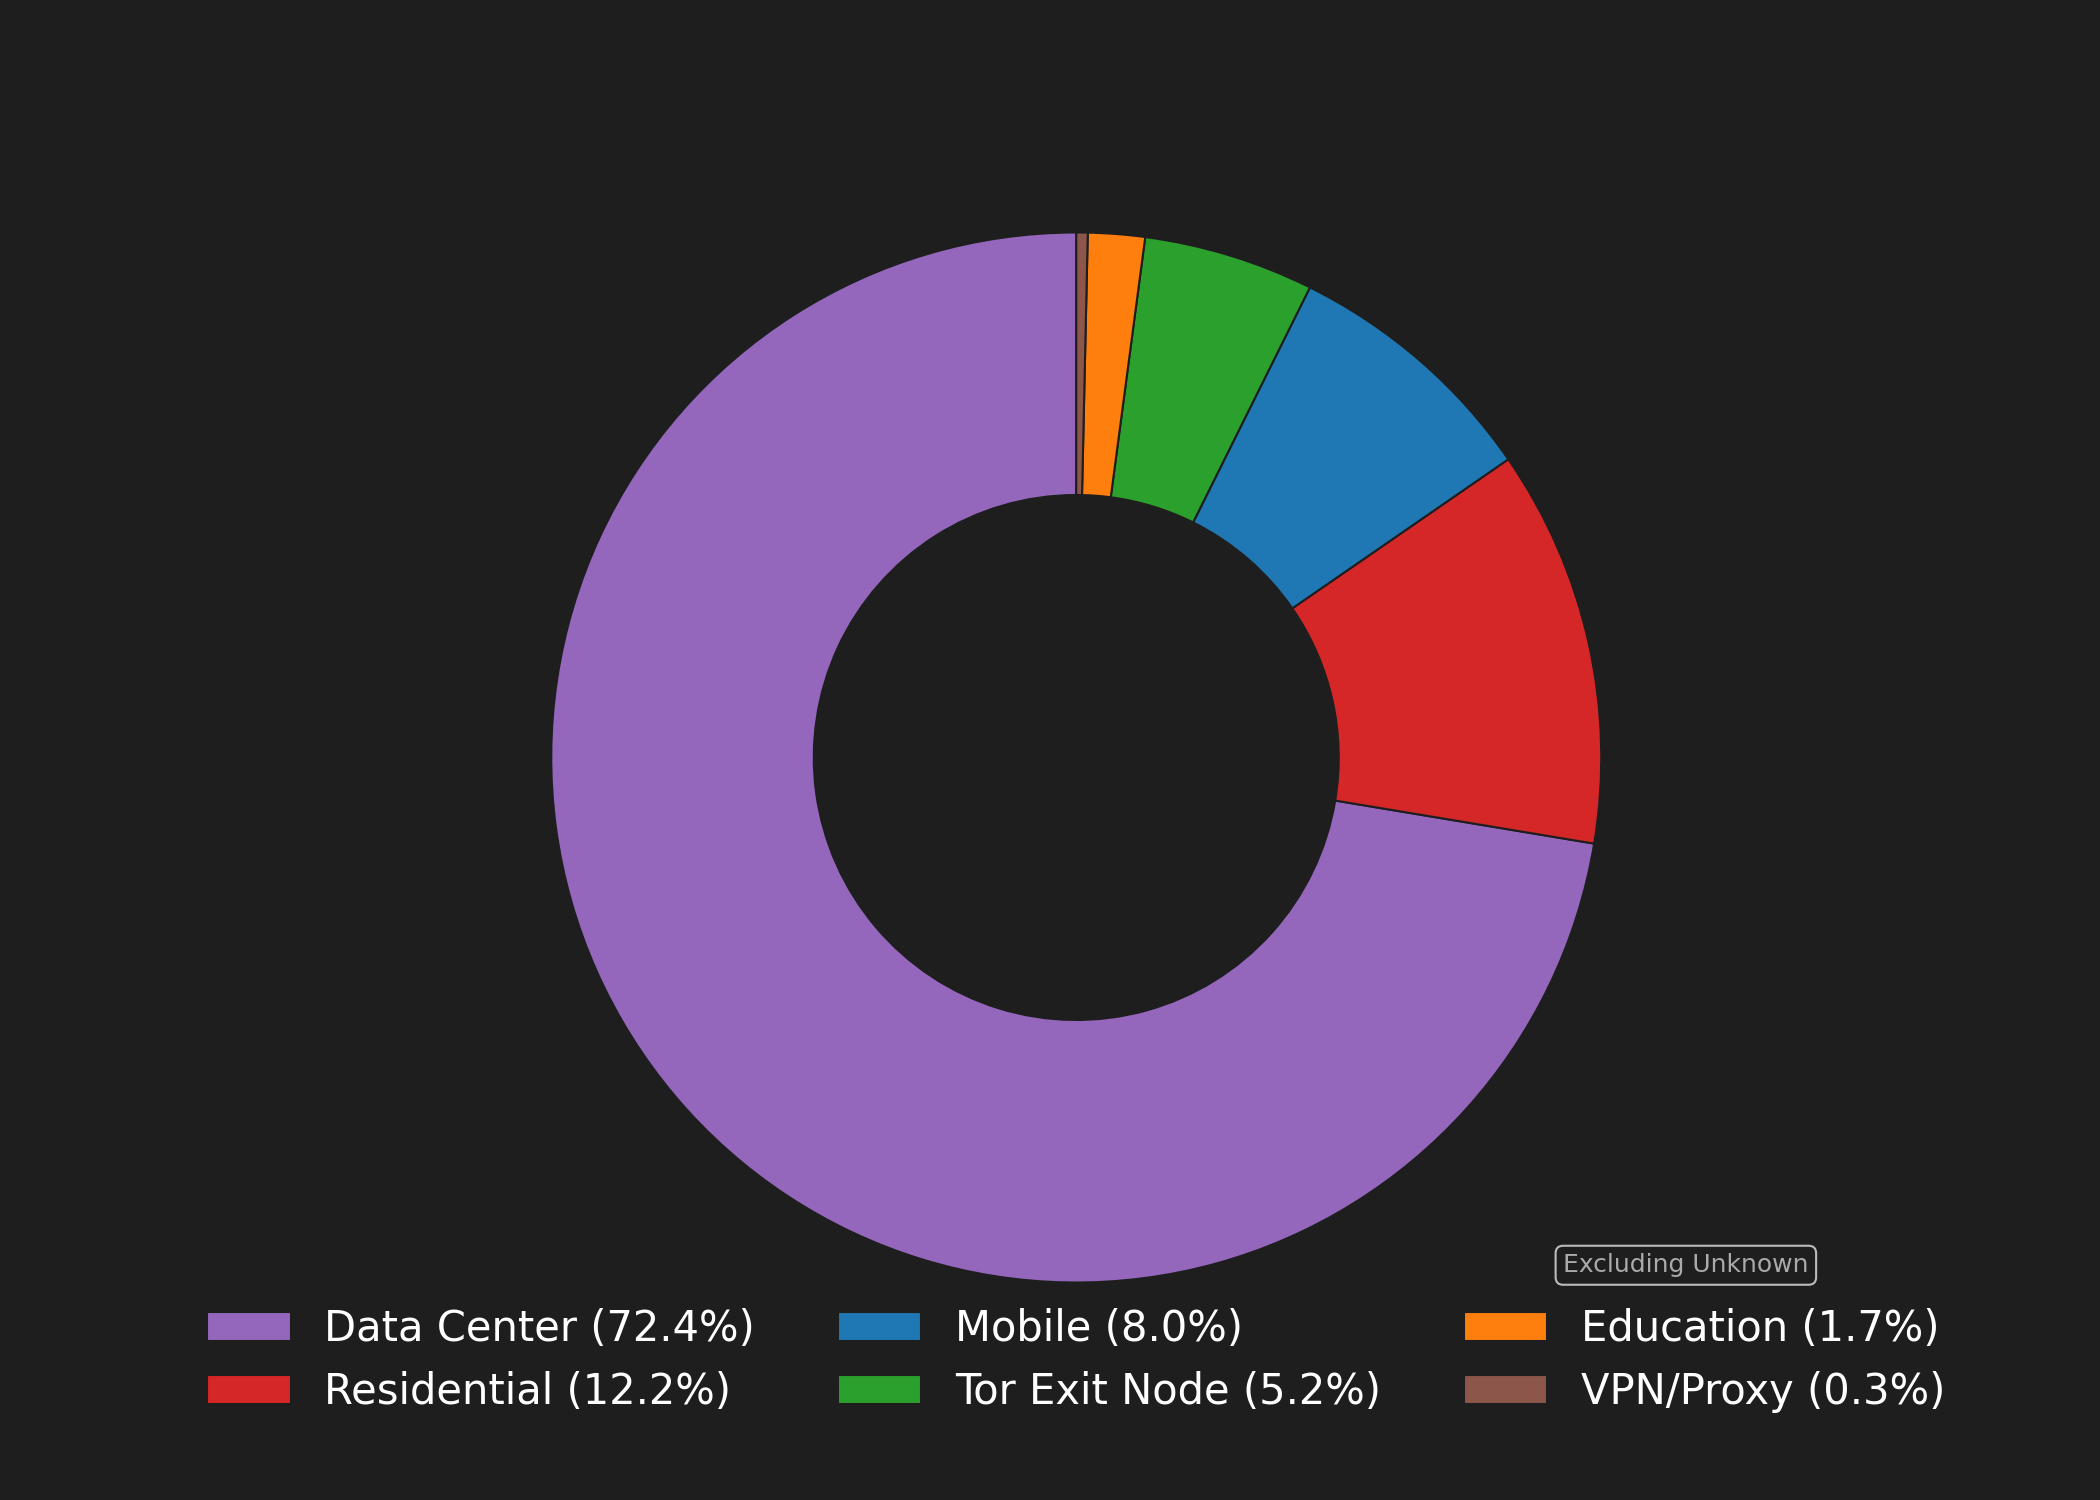 Excluding Unknown
Data Center (72.4%)
Residential (12.2%)
Mobile (8.0%)
Tor Exit Node (5.2%)
Education (1.7%)
VPN/Proxy (0.3%)